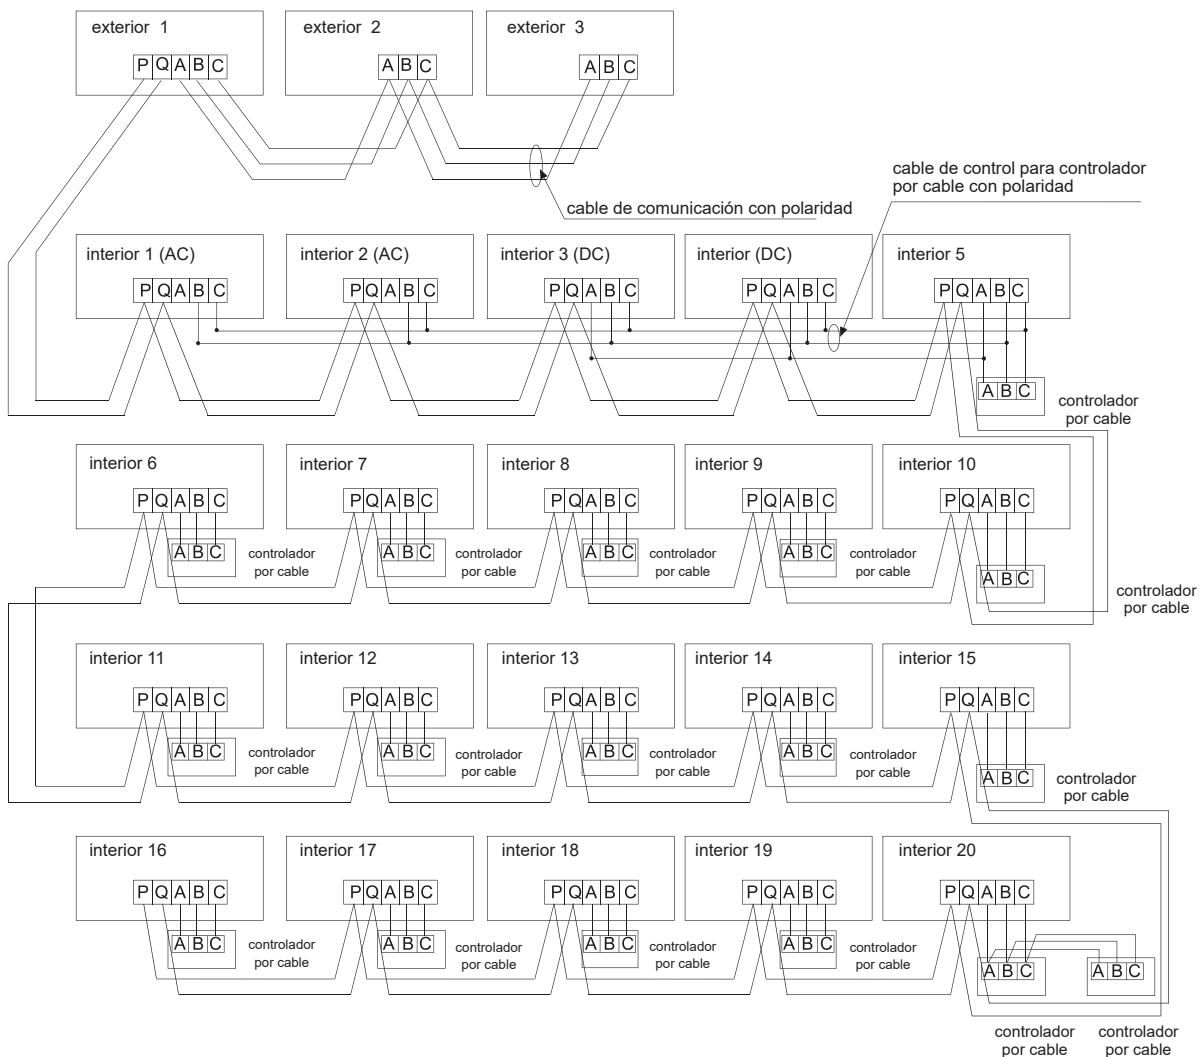 exterior 1
exterior 2
exterior 3
P Q A B C
A B C
A B C
cable de control para controlador
por cable con polaridad
cable de comunicación con polaridad
interior 1 (AC)
interior 2 (AC)
interior 3 (DC)
interior (DC)
interior 5
P Q A B C
P Q A B C
P Q A B C
P Q A B C
P Q A B C
A B C
controlador
por cable
interior 6
interior 7
interior 8
interior 9
interior 10
P Q A B C
P Q A B C
P Q A B C
P Q A B C
P Q A B C
A B C
controlador
por cable
A B C
controlador
por cable
A B C
controlador
por cable
A B C
controlador
por cable
A B C
controlador
por cable
interior 11
interior 12
interior 13
interior 14
interior 15
P Q A B C
P Q A B C
P Q A B C
P Q A B C
P Q A B C
A B C
controlador
por cable
A B C
controlador
por cable
A B C
controlador
por cable
A B C
controlador
por cable
A B C
controlador
por cable
interior 16
interior 17
interior 18
interior 19
interior 20
P Q A B C
P Q A B C
P Q A B C
P Q A B C
P Q A B C
A B C
controlador
por cable
A B C
controlador
por cable
A B C
controlador
por cable
A B C
controlador
por cable
A B C
A B C
controlador
por cable
controlador
por cable